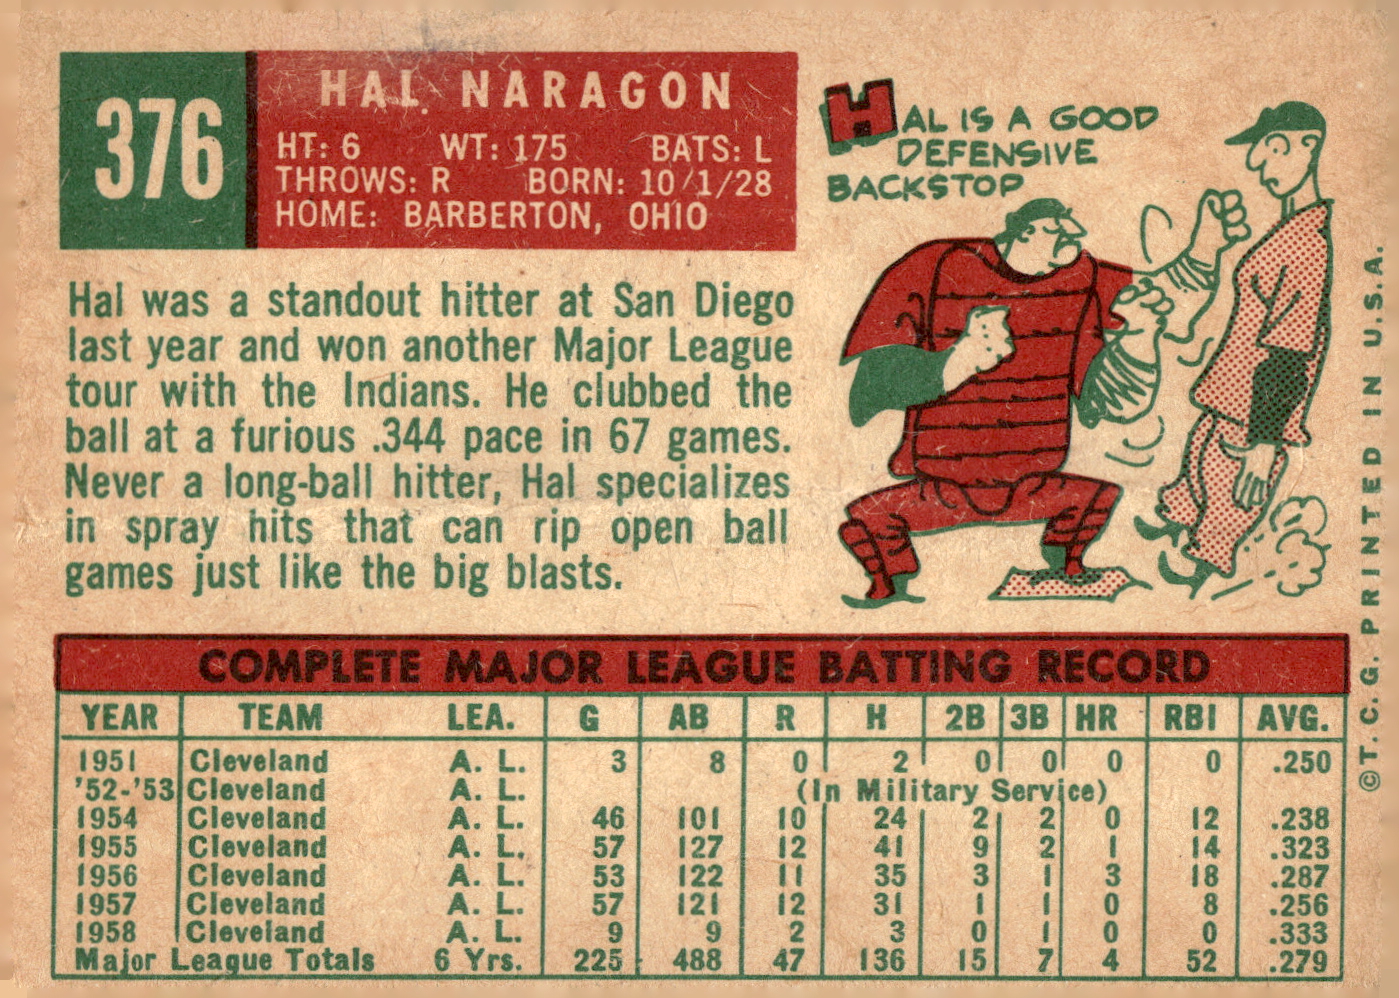 376
HAL NARAGON
HT: 6 WT: 175 BATS: L
THROWS: R BORN: 10/1/28
HOME: BARBERTON, OHIO
HAL IS A GOOD
DEFENSIVE
BACKSTOP
Hal was a standout hitter at San Diego
last year and won another Major League
tour with the Indians. He clubbed the
ball at a furious .344 pace in 67 games.
Never a long-ball hitter, Hal specializes
in spray hits that can rip open ball
games just like the big blasts.
COMPLETE MAJOR LEAGUE BATTING RECORD
YEAR TEAM LEA. G AB R H 2B 3B HR RBI AVG.
1951 Cleveland A. L. 3 8 0 2 0 0 0 0 .250
'52-'53 Cleveland A. L. (In Military Service)
1954 Cleveland A. L. 46 101 10 24 2 2 0 12 .238
1955 Cleveland A. L. 57 127 12 41 9 2 1 14 .323
1956 Cleveland A. L. 53 122 11 35 3 1 3 18 .287
1957 Cleveland A. L. 57 121 12 31 1 1 0 8 .256
1958 Cleveland A. L. 9 9 2 3 0 1 0 0 .333
Major League Totals 6 Yrs. 225 488 47 136 15 7 4 52 .279
©T. C. G. PRINTED IN U.S.A.